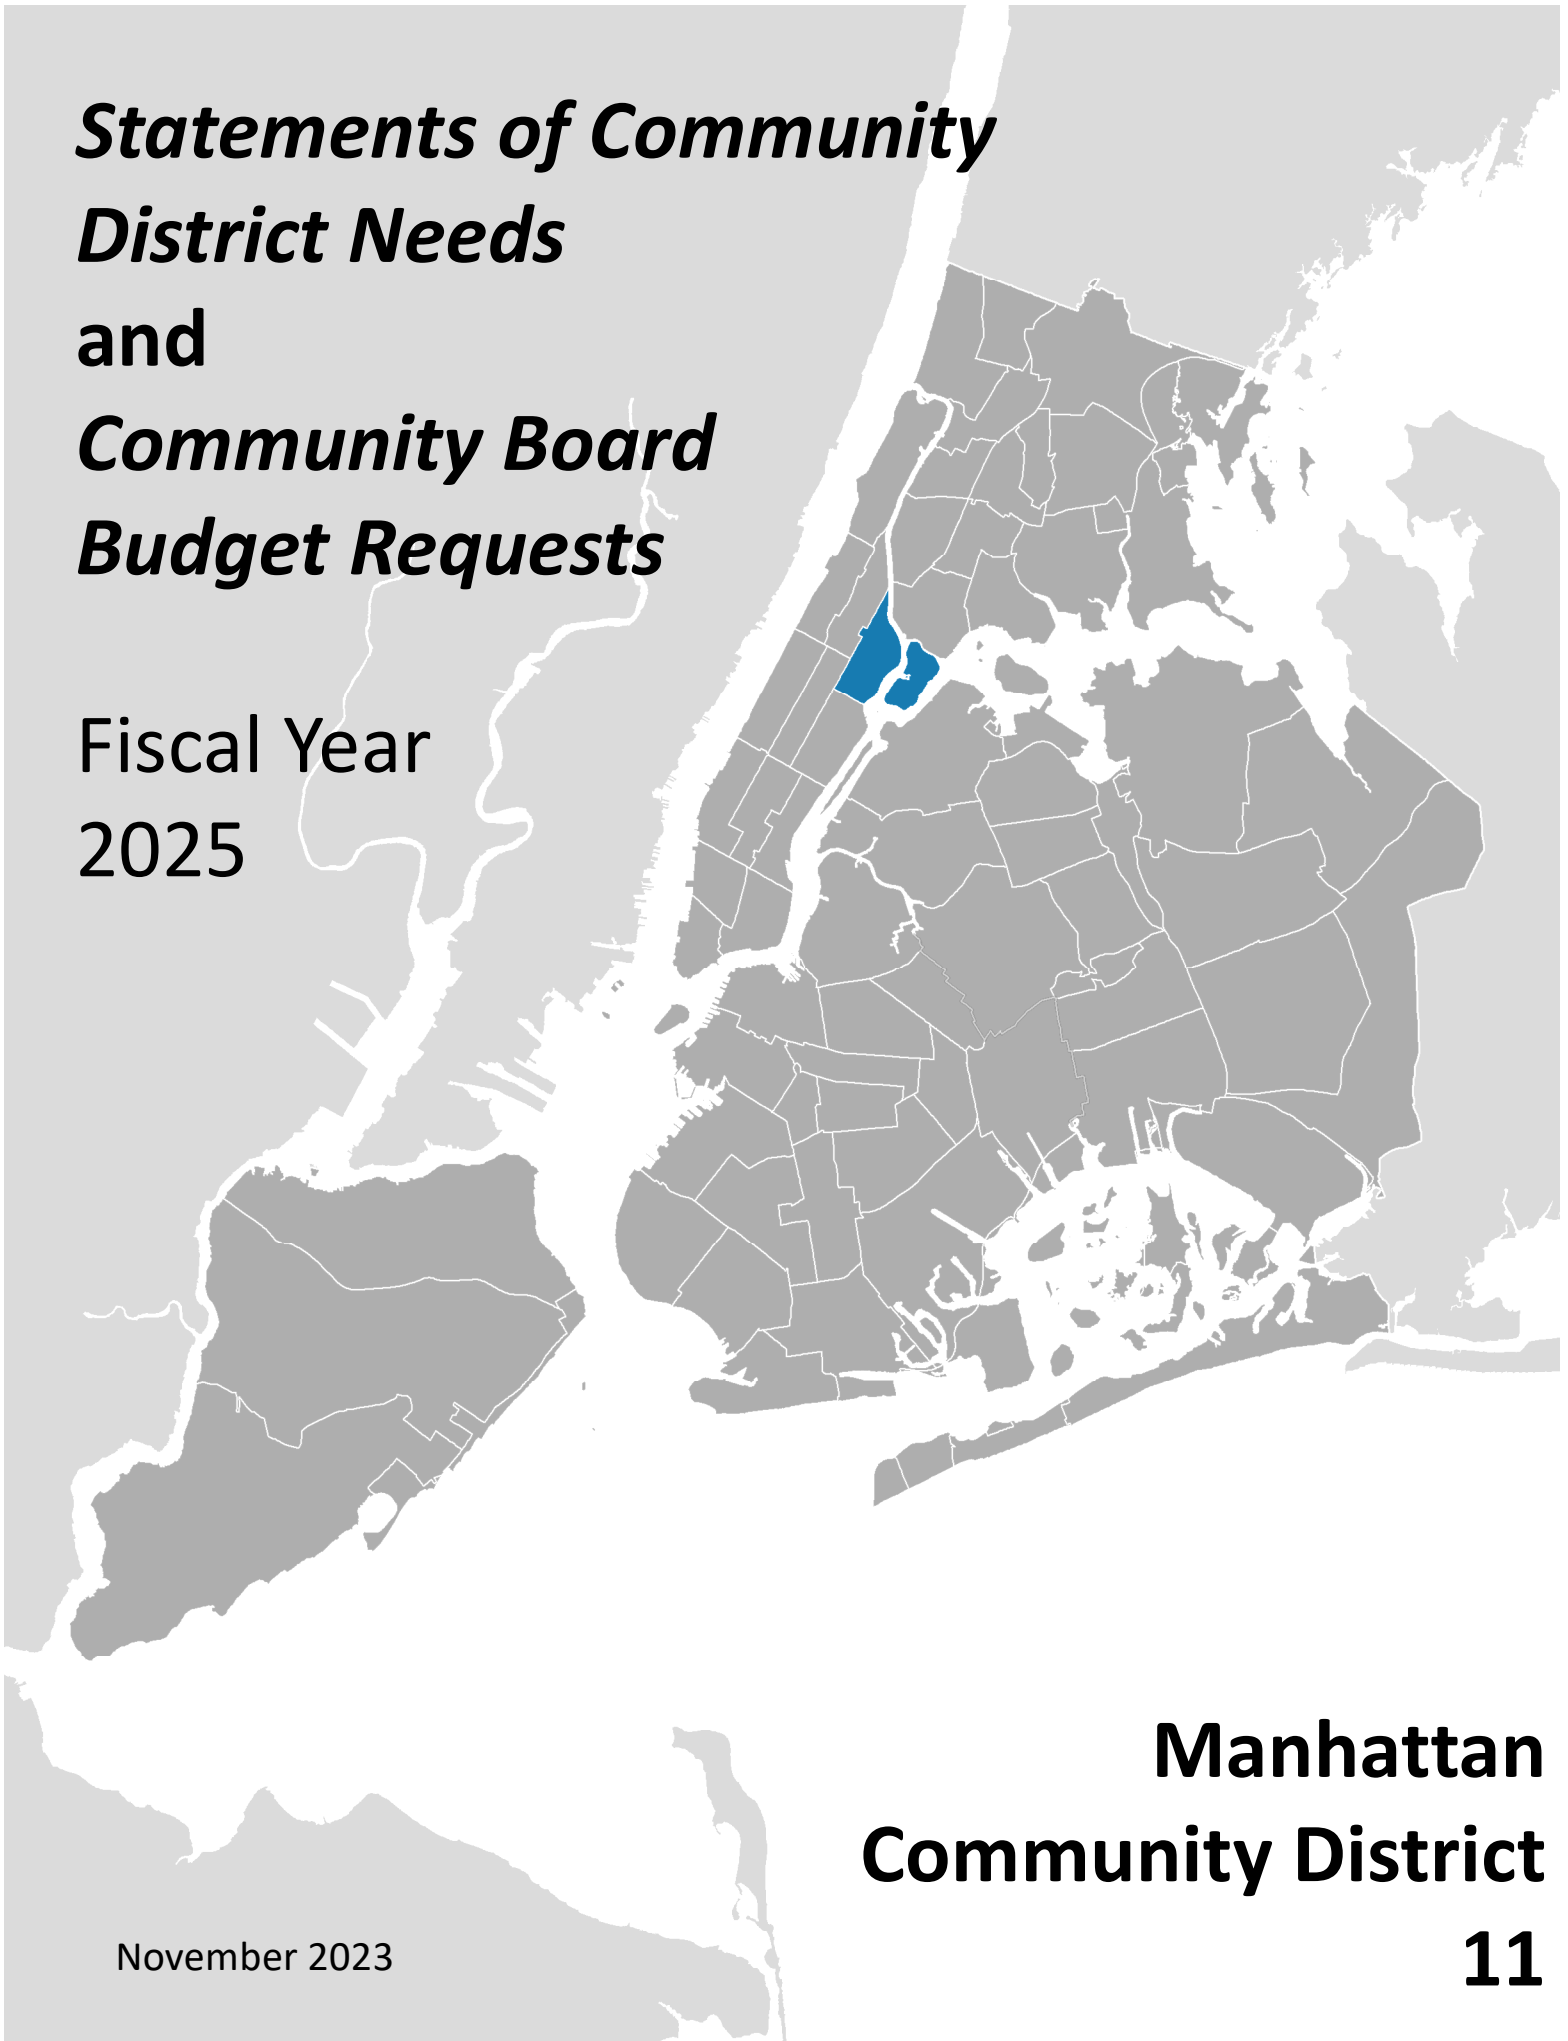 Statements of Community
District Needs
and
Community Board
Budget Requests
Fiscal Year
2025
Manhattan
Community District
11
November 2023